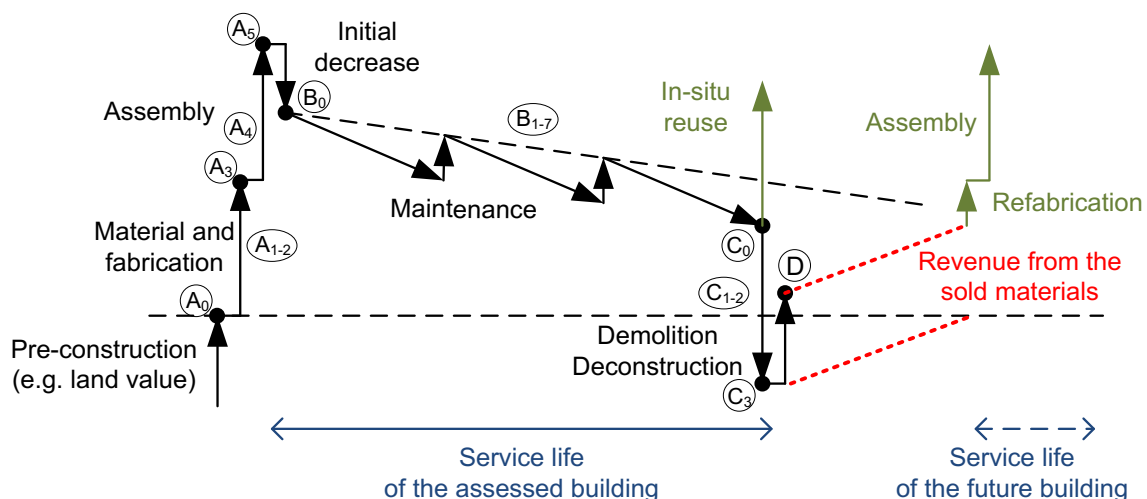 A5
Initial
decrease
Assembly
A4
B0
B1-7
In-situ
reuse
Assembly
A3
Maintenance
Refabrication
Material and
fabrication
A1-2
C0
D
Revenue from the
sold materials
A0
C1-2
Pre-construction
(e.g. land value)
Demolition
Deconstruction
C3
Service life
of the assessed building
Service life
of the future building